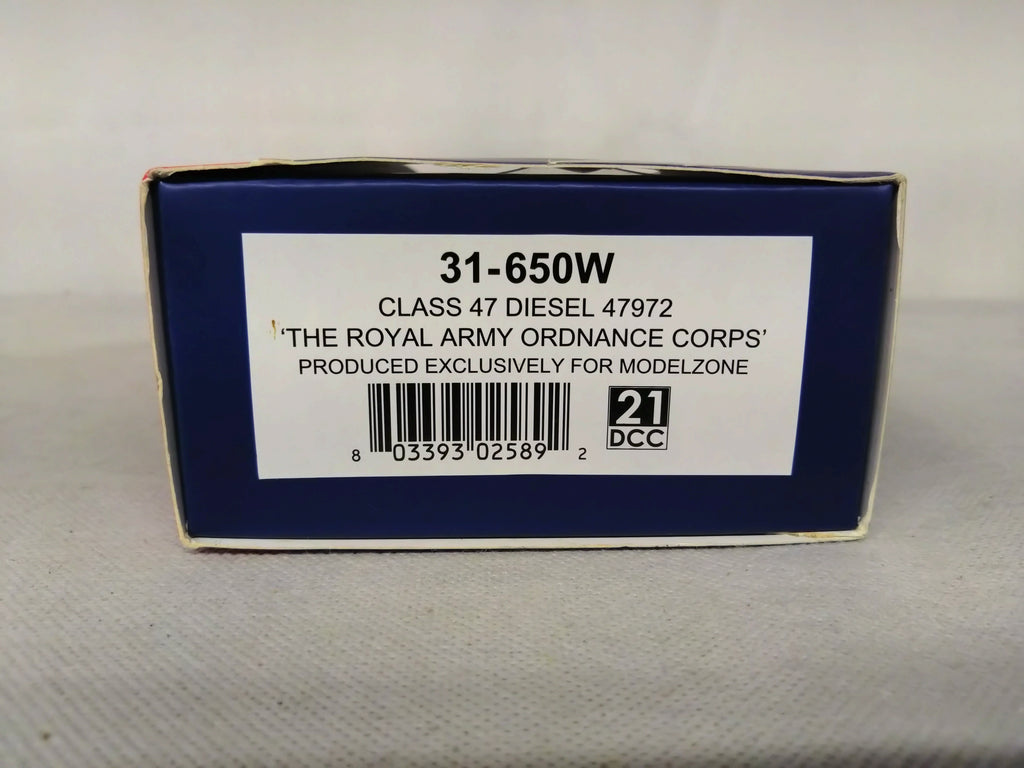 31-650W
CLASS 47 DIESEL 47972
'THE ROYAL ARMY ORDNANCE CORPS'
PRODUCED EXCLUSIVELY FOR MODELZONE
21
DCC
8 03393 02589 2